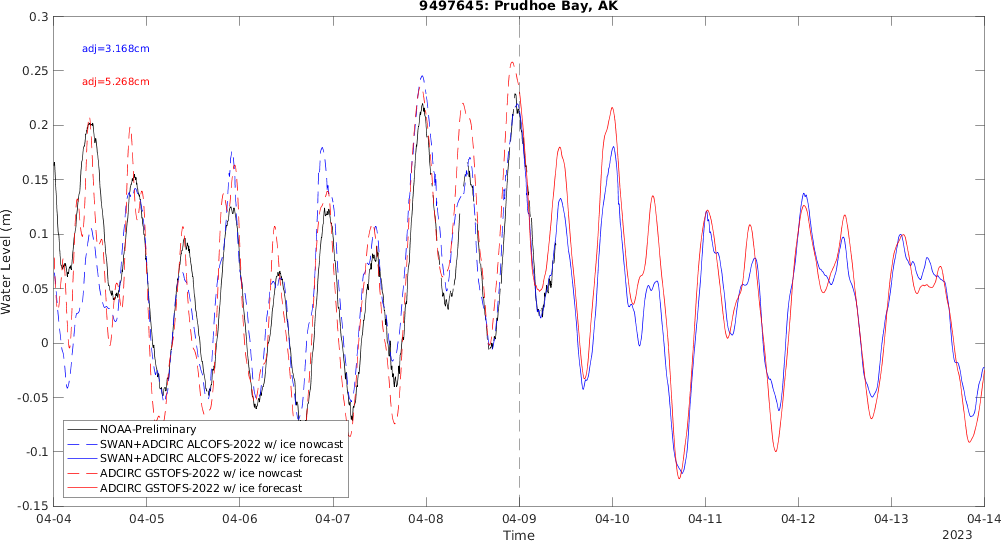 9497645: Prudhoe Bay, AK
0.3
0.25
0.2
0.15
0.1
0.05
0
-0.05
-0.1
-0.15
Water Level (m)
adj=3.168cm
adj=5.268cm
NOAA-Preliminary
SWAN+ADCIRC ALCOFS-2022 w/ ice nowcast
SWAN+ADCIRC ALCOFS-2022 w/ ice forecast
ADCIRC GSTOFS-2022 w/ ice nowcast
ADCIRC GSTOFS-2022 w/ ice forecast
04-04 04-05 04-06 04-07 04-08 04-09 04-10 04-11 04-12 04-13 04-14
Time
2023